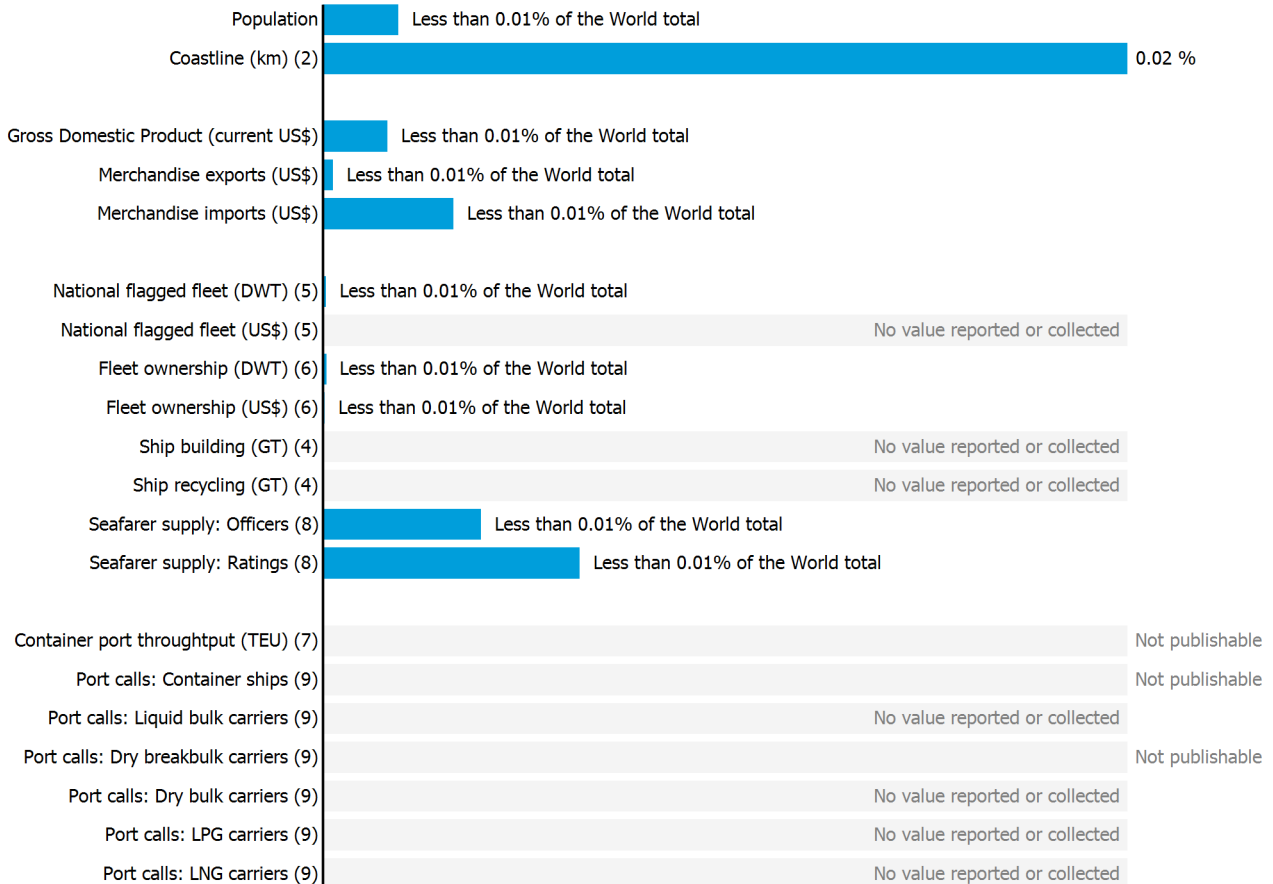 Population Less than 0.01% of the World total
Coastline (km) (2) 0.02 %
Gross Domestic Product (current US$) Less than 0.01% of the World total
Merchandise exports (US$) Less than 0.01% of the World total
Merchandise imports (US$) Less than 0.01% of the World total
National flagged fleet (DWT) (5) Less than 0.01% of the World total
National flagged fleet (US$) (5) No value reported or collected
Fleet ownership (DWT) (6) Less than 0.01% of the World total
Fleet ownership (US$) (6) Less than 0.01% of the World total
Ship building (GT) (4) No value reported or collected
Ship recycling (GT) (4) No value reported or collected
Seafarer supply: Officers (8) Less than 0.01% of the World total
Seafarer supply: Ratings (8) Less than 0.01% of the World total
Container port throughtput (TEU) (7) Not publishable
Port calls: Container ships (9) Not publishable
Port calls: Liquid bulk carriers (9) No value reported or collected
Port calls: Dry breakbulk carriers (9) Not publishable
Port calls: Dry bulk carriers (9) No value reported or collected
Port calls: LPG carriers (9) No value reported or collected
Port calls: LNG carriers (9) No value reported or collected